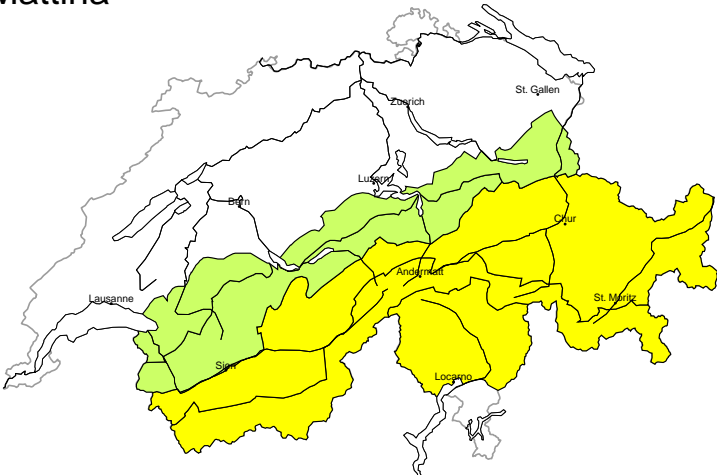 Mattina
St. Gallen
Zuerich
Luzern
Bern
Chur
Andermatt
Lausanne
St. Moritz
Sion
Locarno